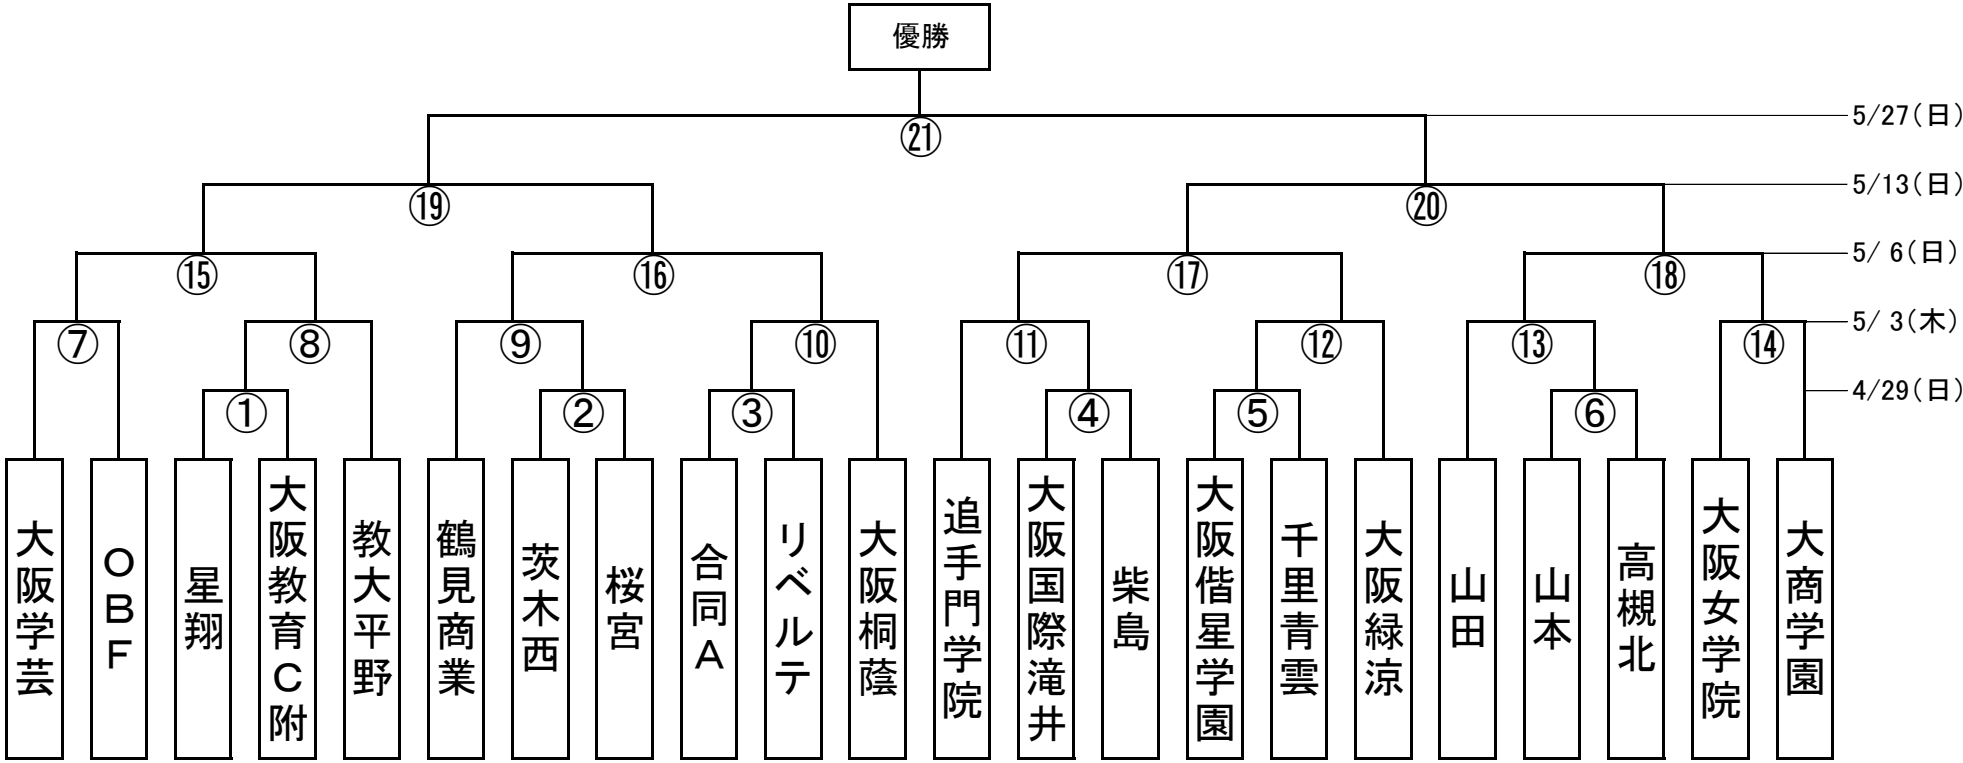 優勝
5/27(日)
㉑
5/13(日)
⑲
⑳
5/ 6(日)
⑮
⑯
⑰
⑱
5/ 3(木)
⑦
⑧
⑨
⑩
⑪
⑫
⑬
⑭
4/29(日)
①
②
③
④
⑤
⑥
大阪学芸
OBF
星翔
大阪教育C附
教大平野
鶴見商業
茨木西
桜宮
合同A
リベルテ
大阪桐蔭
追手門学院
大阪国際滝井
柴島
大阪偕星学園
千里青雲
大阪緑涼
山田
山本
高槻北
大阪女学院
大商学園